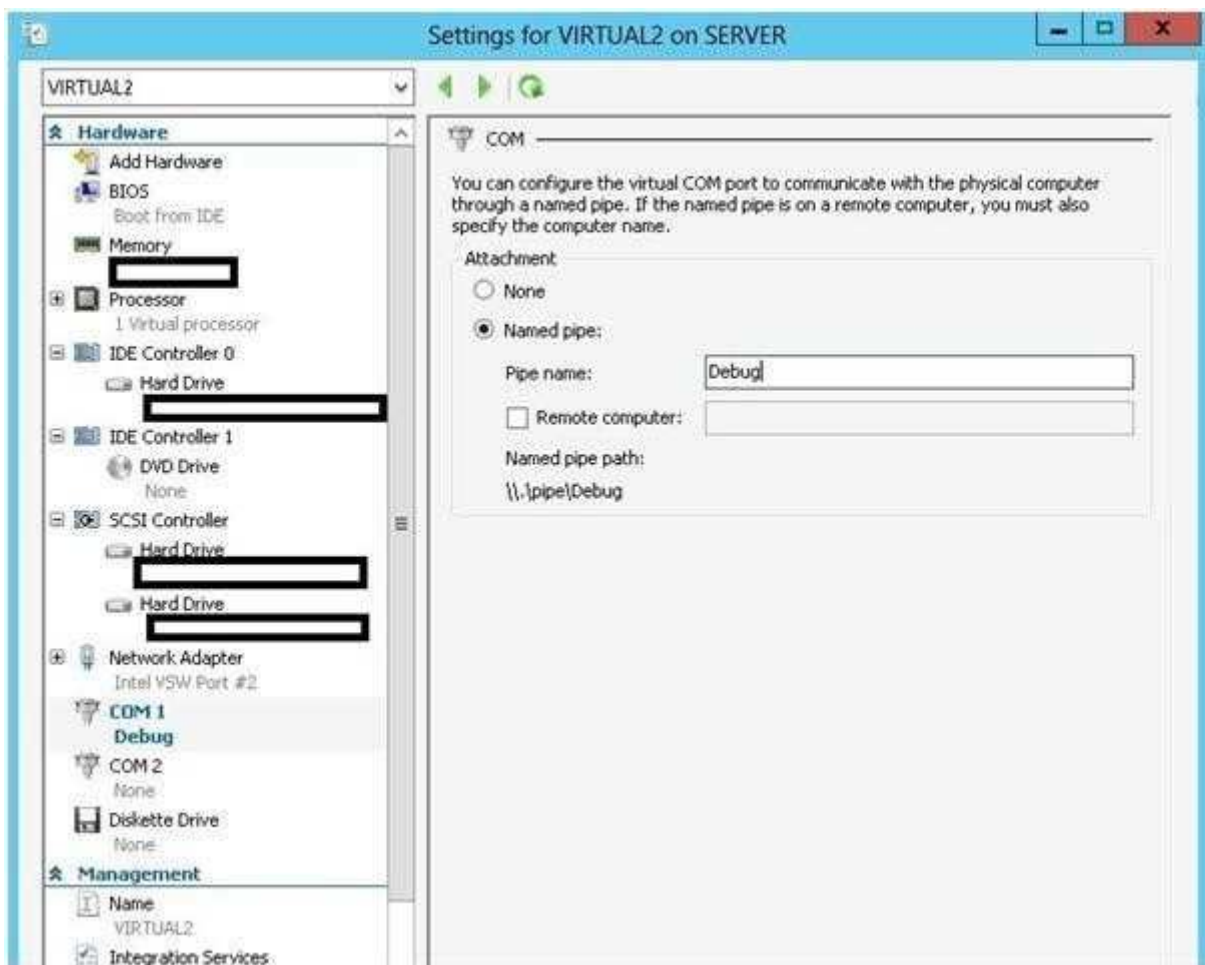 Settings for VIRTUAL2 on SERVER
VIRTUAL2
Hardware
Add Hardware
BIOS
Boot from IDE
Memory
Processor
1 Virtual processor
IDE Controller 0
Hard Drive
IDE Controller 1
DVD Drive
None
SCSI Controller
Hard Drive
Hard Drive
Network Adapter
Intel VSW Port #2
COM 1
Debug
COM 2
None
Diskette Drive
None
Management
Name
VIRTUAL2
Integration Services
COM
You can configure the virtual COM port to communicate with the physical computer
through a named pipe. If the named pipe is on a remote computer, you must also
specify the computer name.
Attachment
None
Named pipe:
Pipe name:
Debug
Remote computer:
Named pipe path:
\\.\pipe\Debug